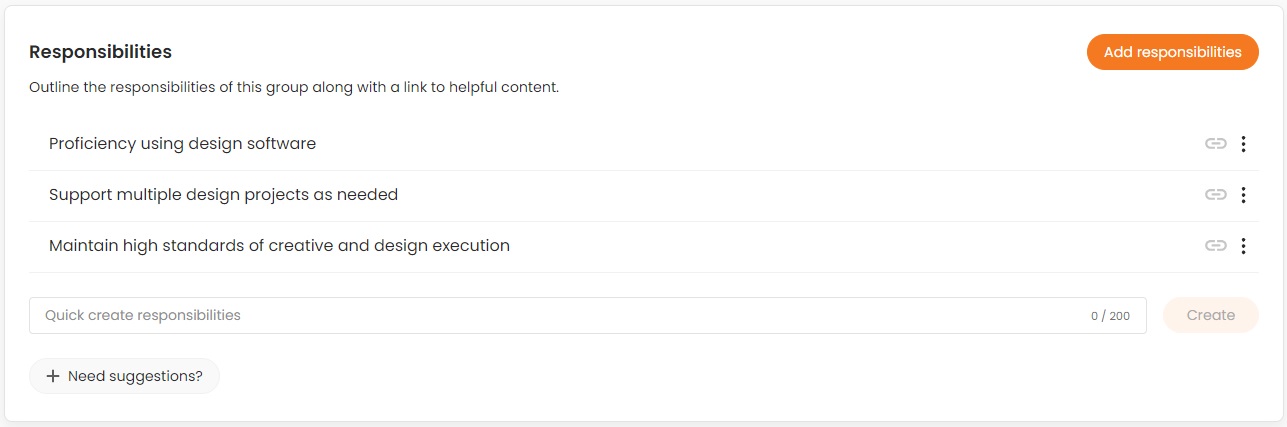 Responsibilities
Add responsibilities
Outline the responsibilities of this group along with a link to helpful content.
Proficiency using design software
Support multiple design projects as needed
Maintain high standards of creative and design execution
Quick create responsibilities
0 / 200
Create
Need suggestions?